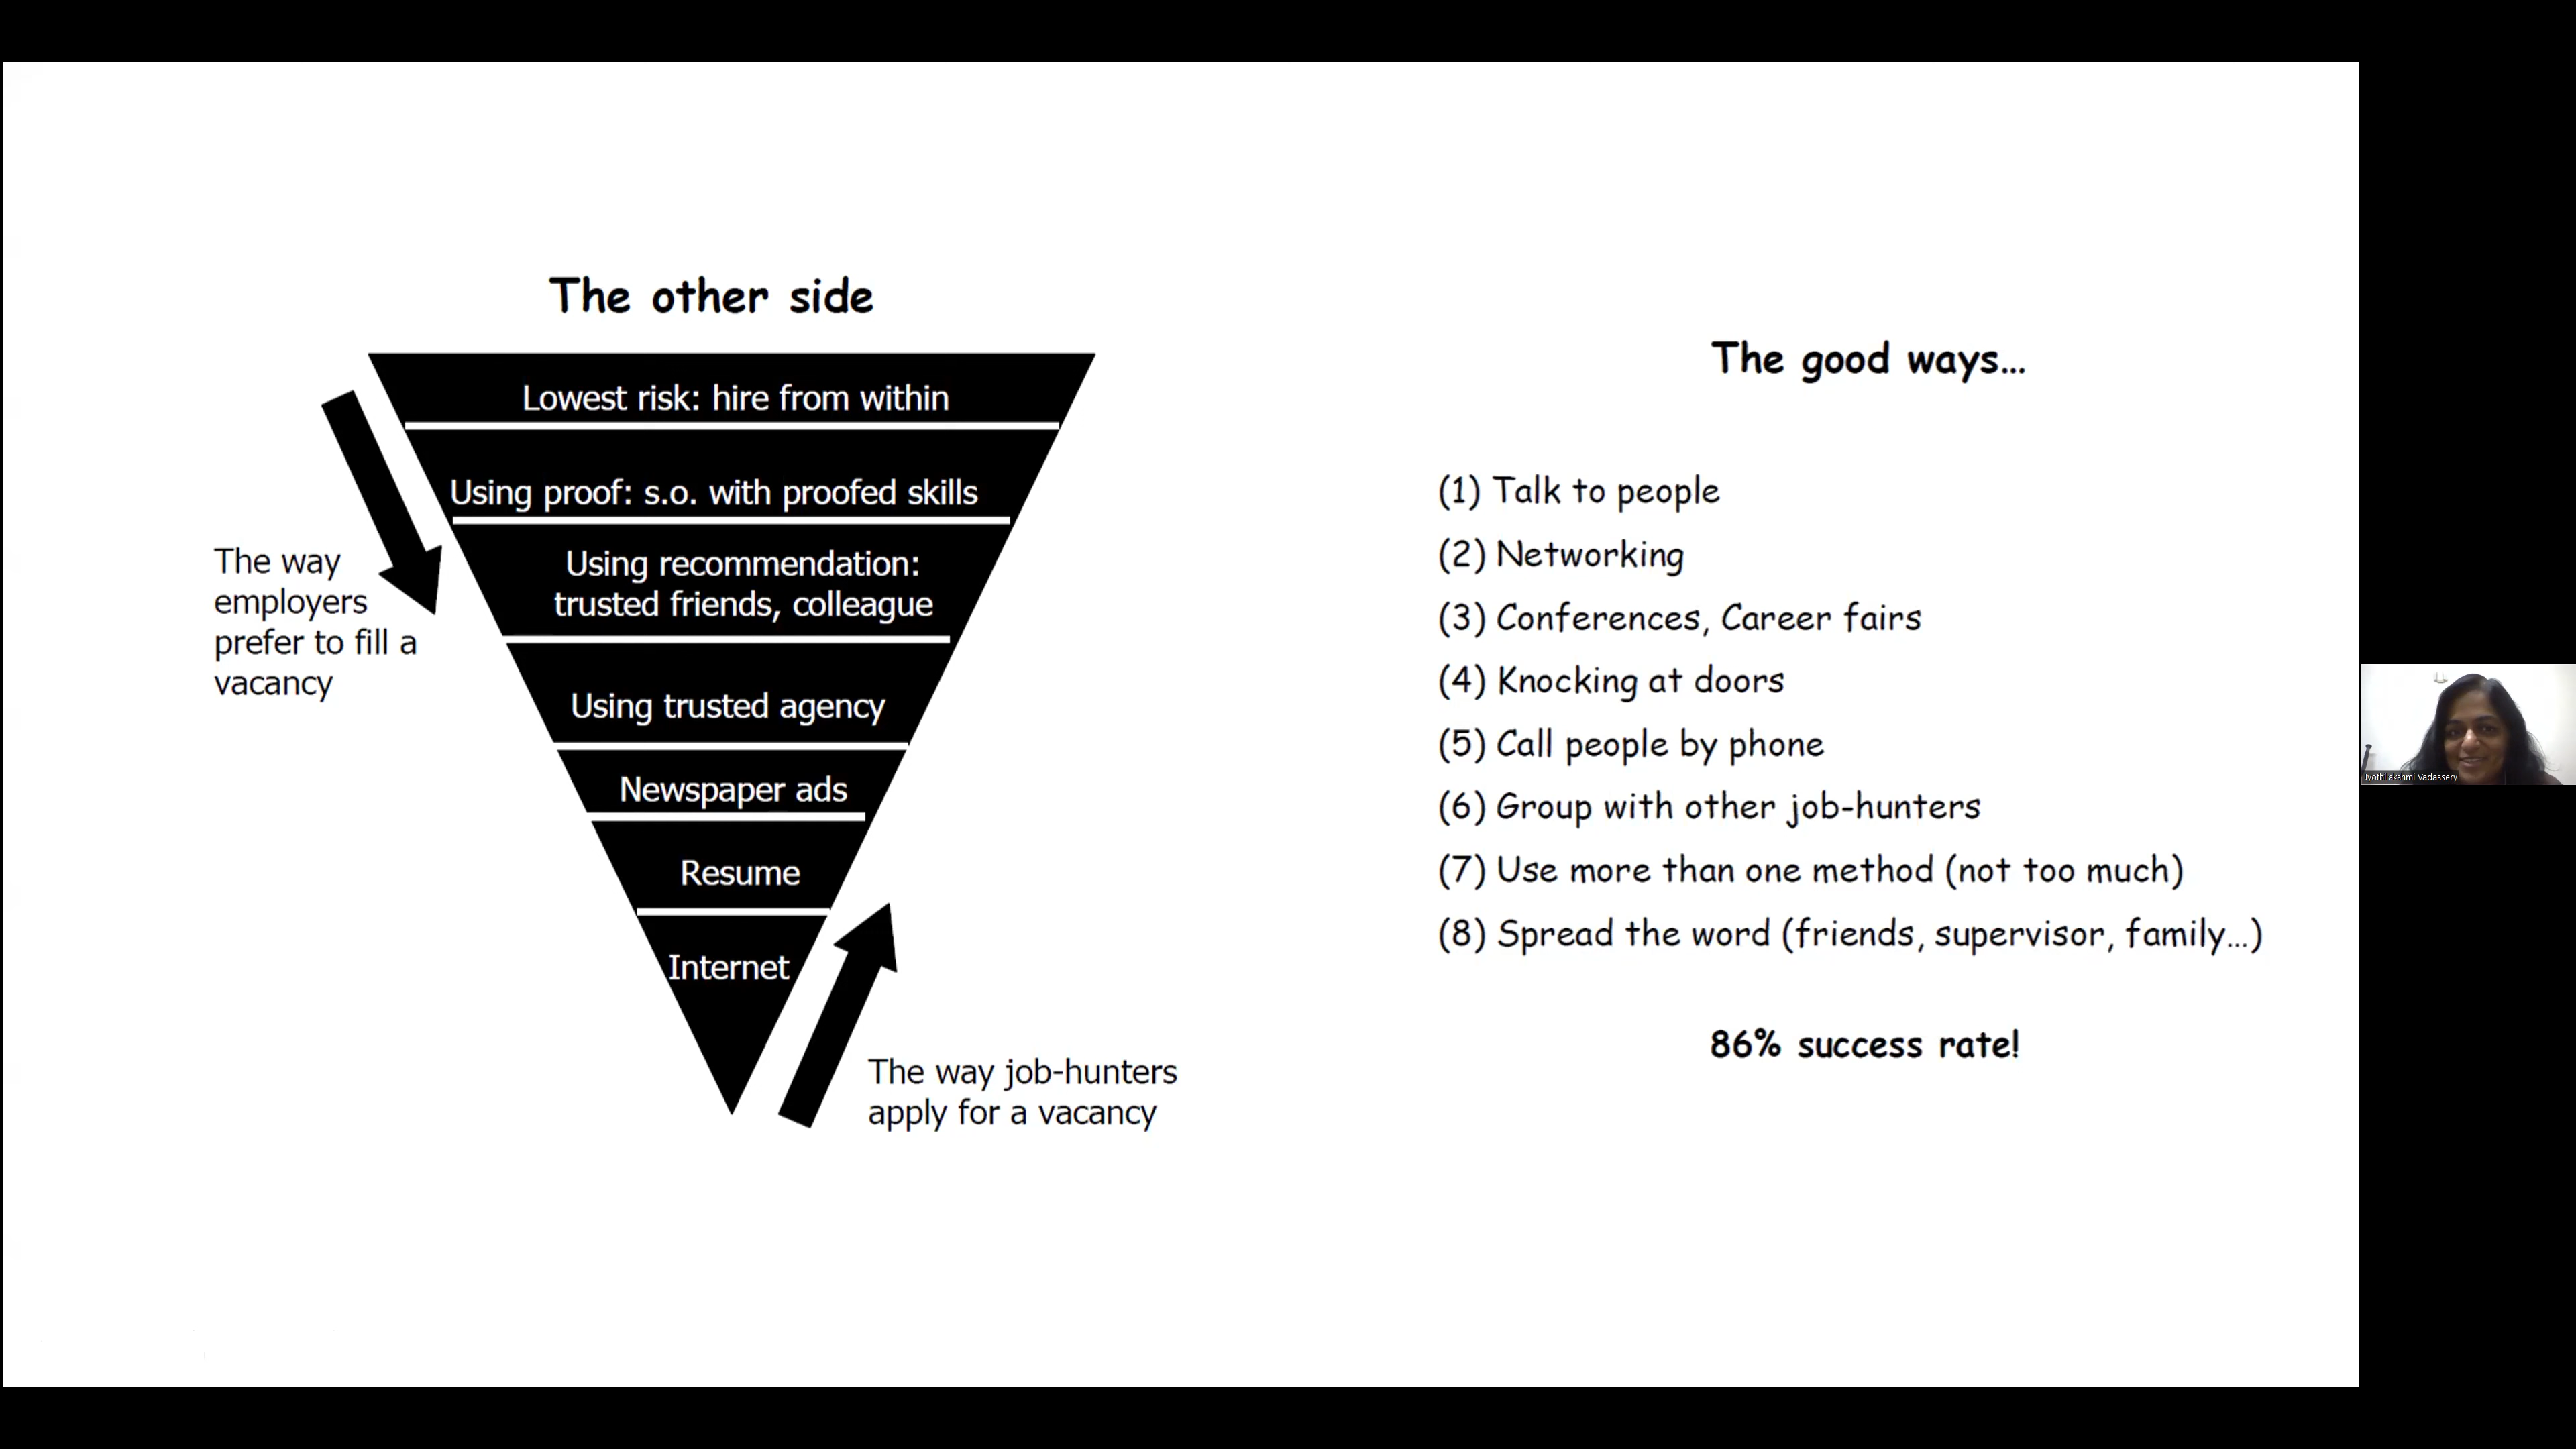 The other side
Lowest risk: hire from within
Using proof: s.o. with proofed skills
Using recommendation:
trusted friends, colleague
Using trusted agency
Newspaper ads
Resume
Internet
The way
employers
prefer to fill a
vacancy
The way job-hunters
apply for a vacancy
The good ways...
(1) Talk to people
(2) Networking
(3) Conferences, Career fairs
(4) Knocking at doors
(5) Call people by phone
(6) Group with other job-hunters
(7) Use more than one method (not too much)
(8) Spread the word (friends, supervisor, family...)
86% success rate!
Jyothilakshmi Vadassery